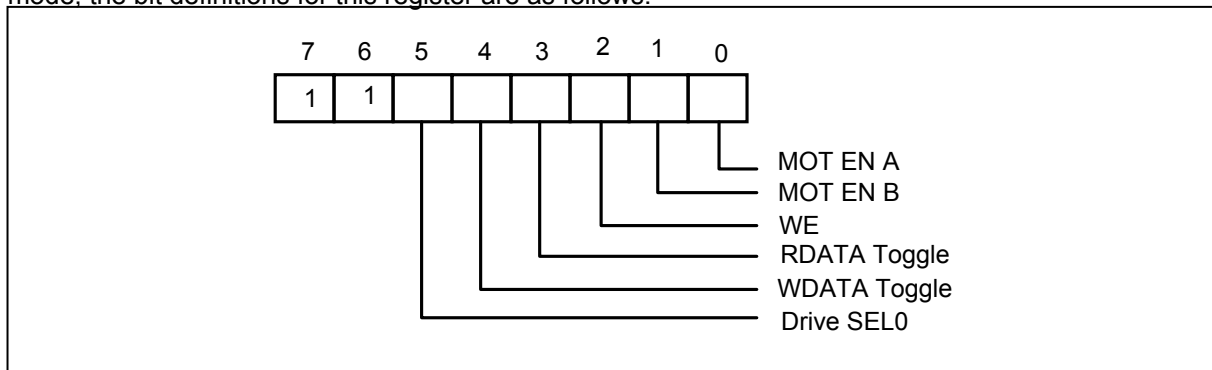 mode, the bit definitions for this register are as follows:
7 6 5 4 3 2 1 0
1 1
MOT EN A
MOT EN B
WE
RDATA Toggle
WDATA Toggle
Drive SEL0